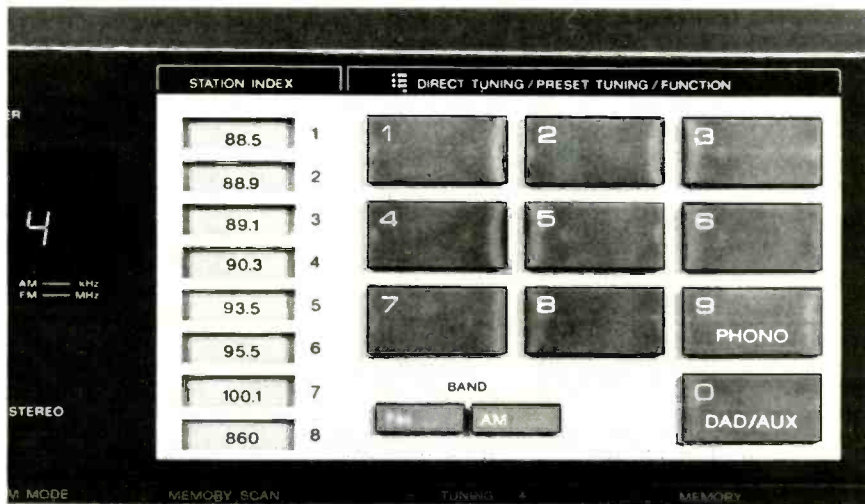 STATION INDEX
DIRECT TUNING / PRESET TUNING / FUNCTION
ER
88.5 1
88.9 2
89.1 3
90.3 4
93.5 5
95.5 6
100.1 7
860 8
4
AM kHz
FM MHz
STEREO
1 2 3
4 5 6
7 8 9
PHONO
BAND
FM AM
0
DAD/AUX
M MODE MEMORY SCAN - TUNING + MEMORY